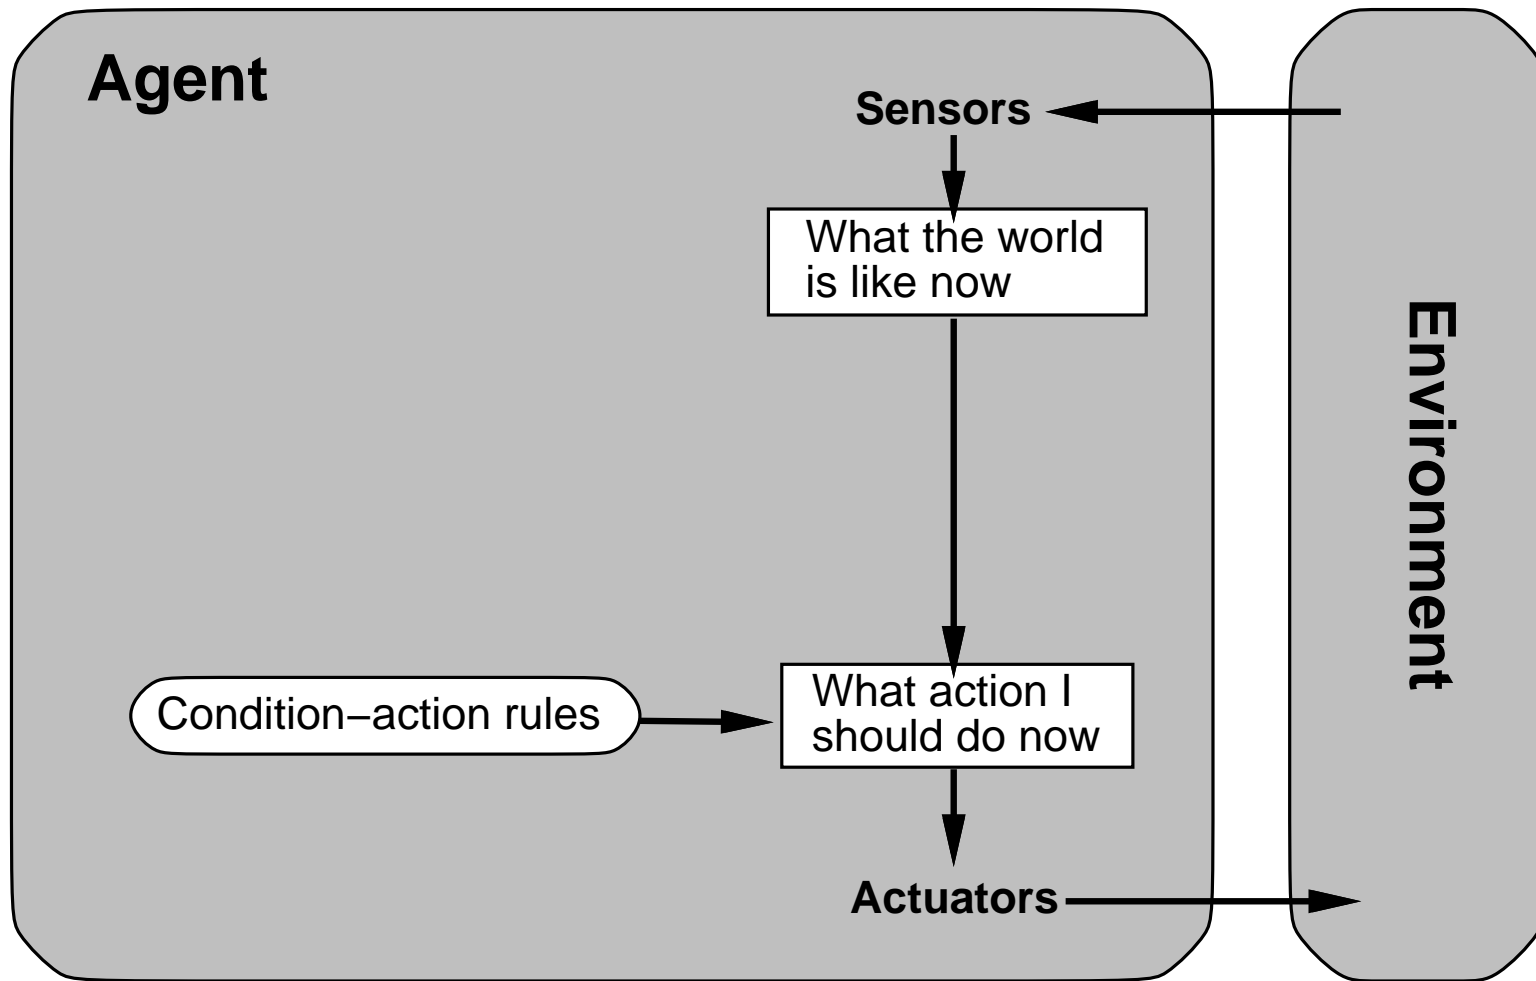 Agent
Sensors
What the world
is like now
Environment
Condition–action rules
What action I
should do now
Actuators